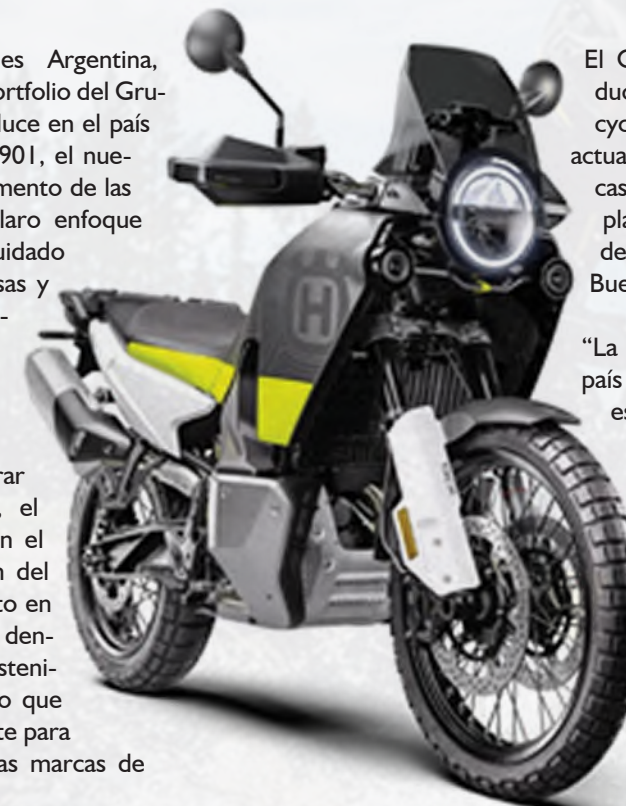 es Argentina,
ortfolio del Gru-
luce en el país
901, el nue-
mento de las
laro enfoque
uidado
sas y
-
rar
, el
n el
n del
to en
den-
steni-
o que
te para
as marcas de
El G
duc
cyc
actua
cas
pla
de
Bue
“La
país
es
H